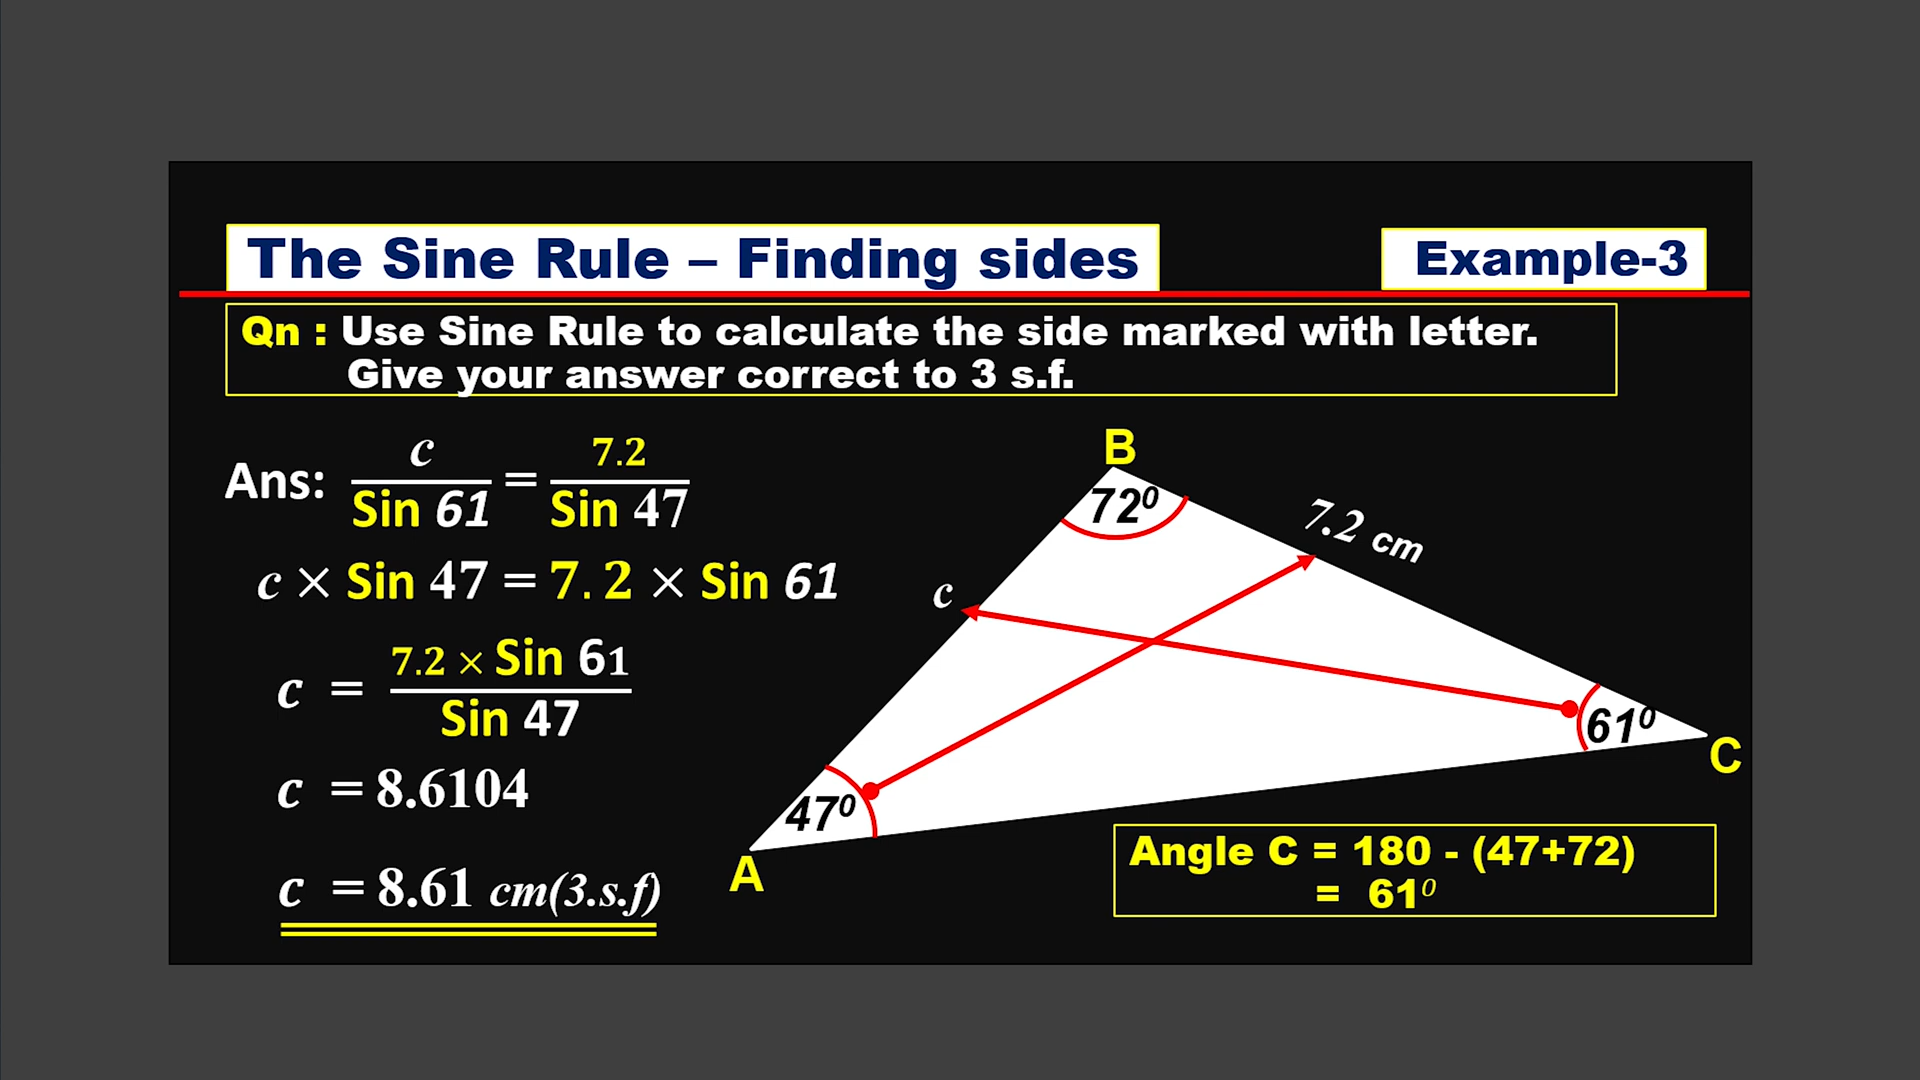 The Sine Rule – Finding sides
Example-3
Qn : Use Sine Rule to calculate the side marked with letter.
Give your answer correct to 3 s.f.
Ans: c/Sin 61 = 7.2/Sin 47
c × Sin 47 = 7.2 × Sin 61
c = 7.2 × Sin 61/Sin 47
c = 8.6104
c = 8.61 cm(3.s.f)
B
72⁰
7.2 cm
c
61⁰
C
47⁰
A
Angle C = 180 - (47+72)
= 61⁰